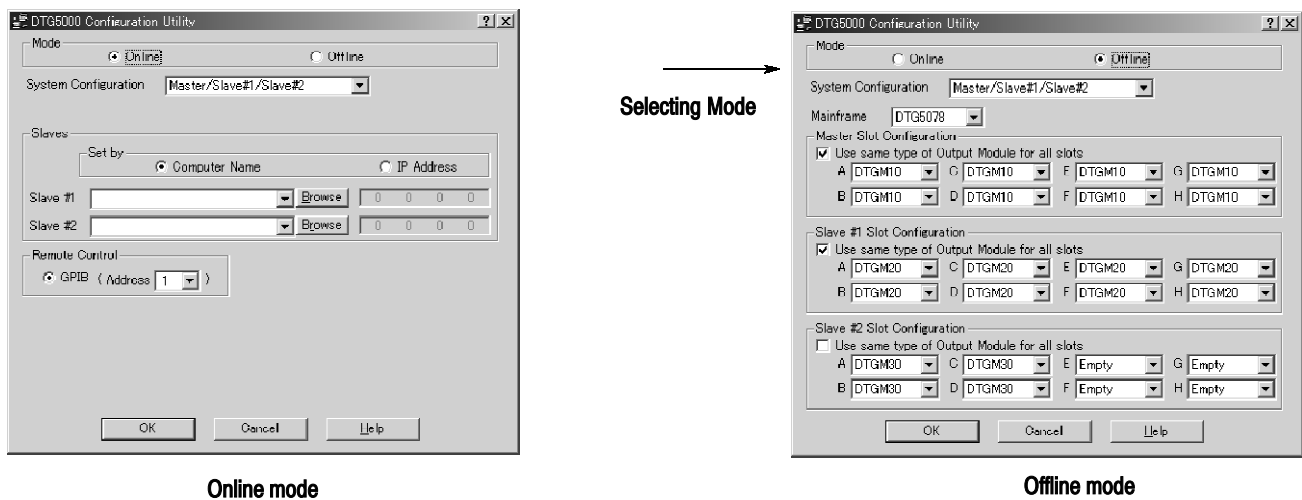 DTG5000 Configuration Utility
Mode
Online
Offline
System Configuration
Master/Slave#1/Slave#2
Slaves
Set by
Computer Name
IP Address
Slave #1
Browse
0 0 0 0
Slave #2
Browse
0 0 0 0
Remote Control
GPIB ( Address 1 )
OK
Cancel
Help
Online mode
Selecting Mode
DTG5000 Configuration Utility
Mode
Online
Offline
System Configuration
Master/Slave#1/Slave#2
Mainframe
DTG5078
Master Slot Configuration
Use same type of Output Module for all slots
A DTGM10 C DTGM10 E DTGM10 G DTGM10
B DTGM10 D DTGM10 F DTGM10 H DTGM10
Slave #1 Slot Configuration
Use same type of Output Module for all slots
A DTGM20 C DTGM20 E DTGM20 G DTGM20
B DTGM20 D DTGM20 F DTGM20 H DTGM20
Slave #2 Slot Configuration
Use same type of Output Module for all slots
A DTGM30 C DTGM30 E Empty G Empty
B DTGM30 D DTGM30 F Empty H Empty
OK
Cancel
Help
Offline mode